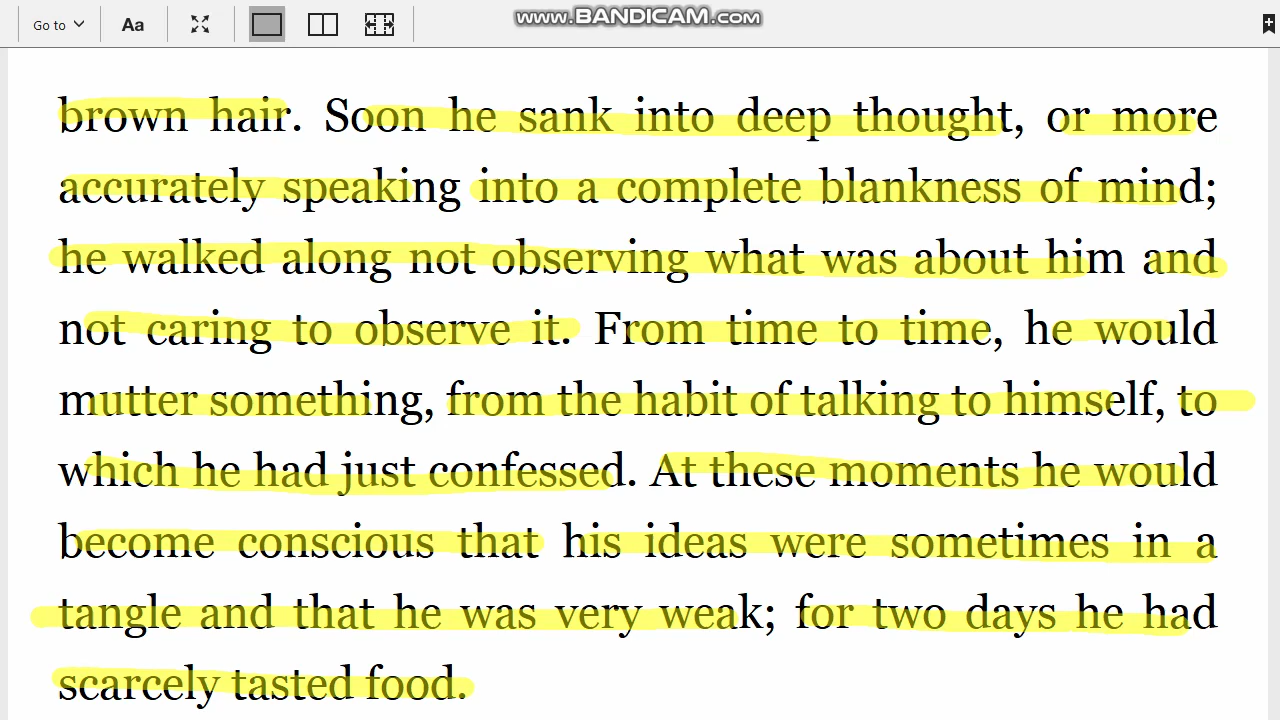 Go to Aa www.BANDICAM.com
brown hair. Soon he sank into deep thought, or more
accurately speaking into a complete blankness of mind;
he walked along not observing what was about him and
not caring to observe it. From time to time, he would
mutter something, from the habit of talking to himself, to
which he had just confessed. At these moments he would
become conscious that his ideas were sometimes in a
tangle and that he was very weak; for two days he had
scarcely tasted food.